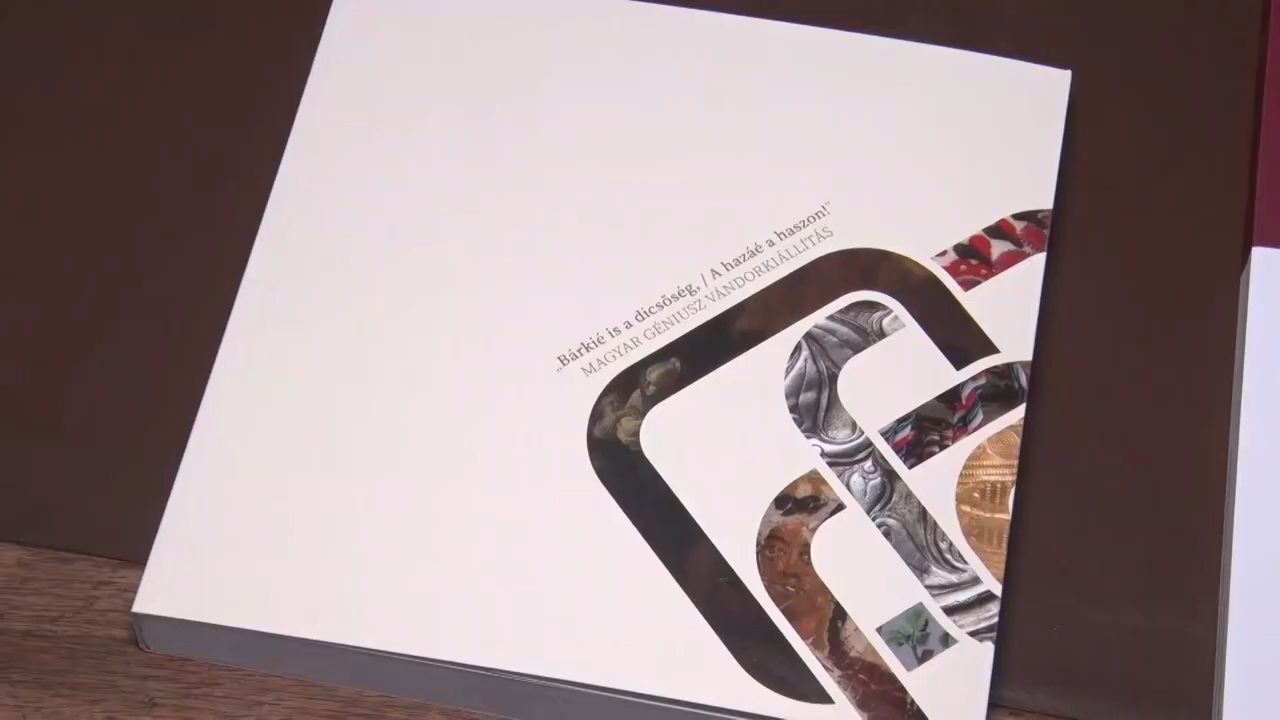 „Bárkié is a dicsőség, / A hazáé a haszon!”
MAGYAR GÉNIUSZ VÁNDORKIÁLLÍTÁS